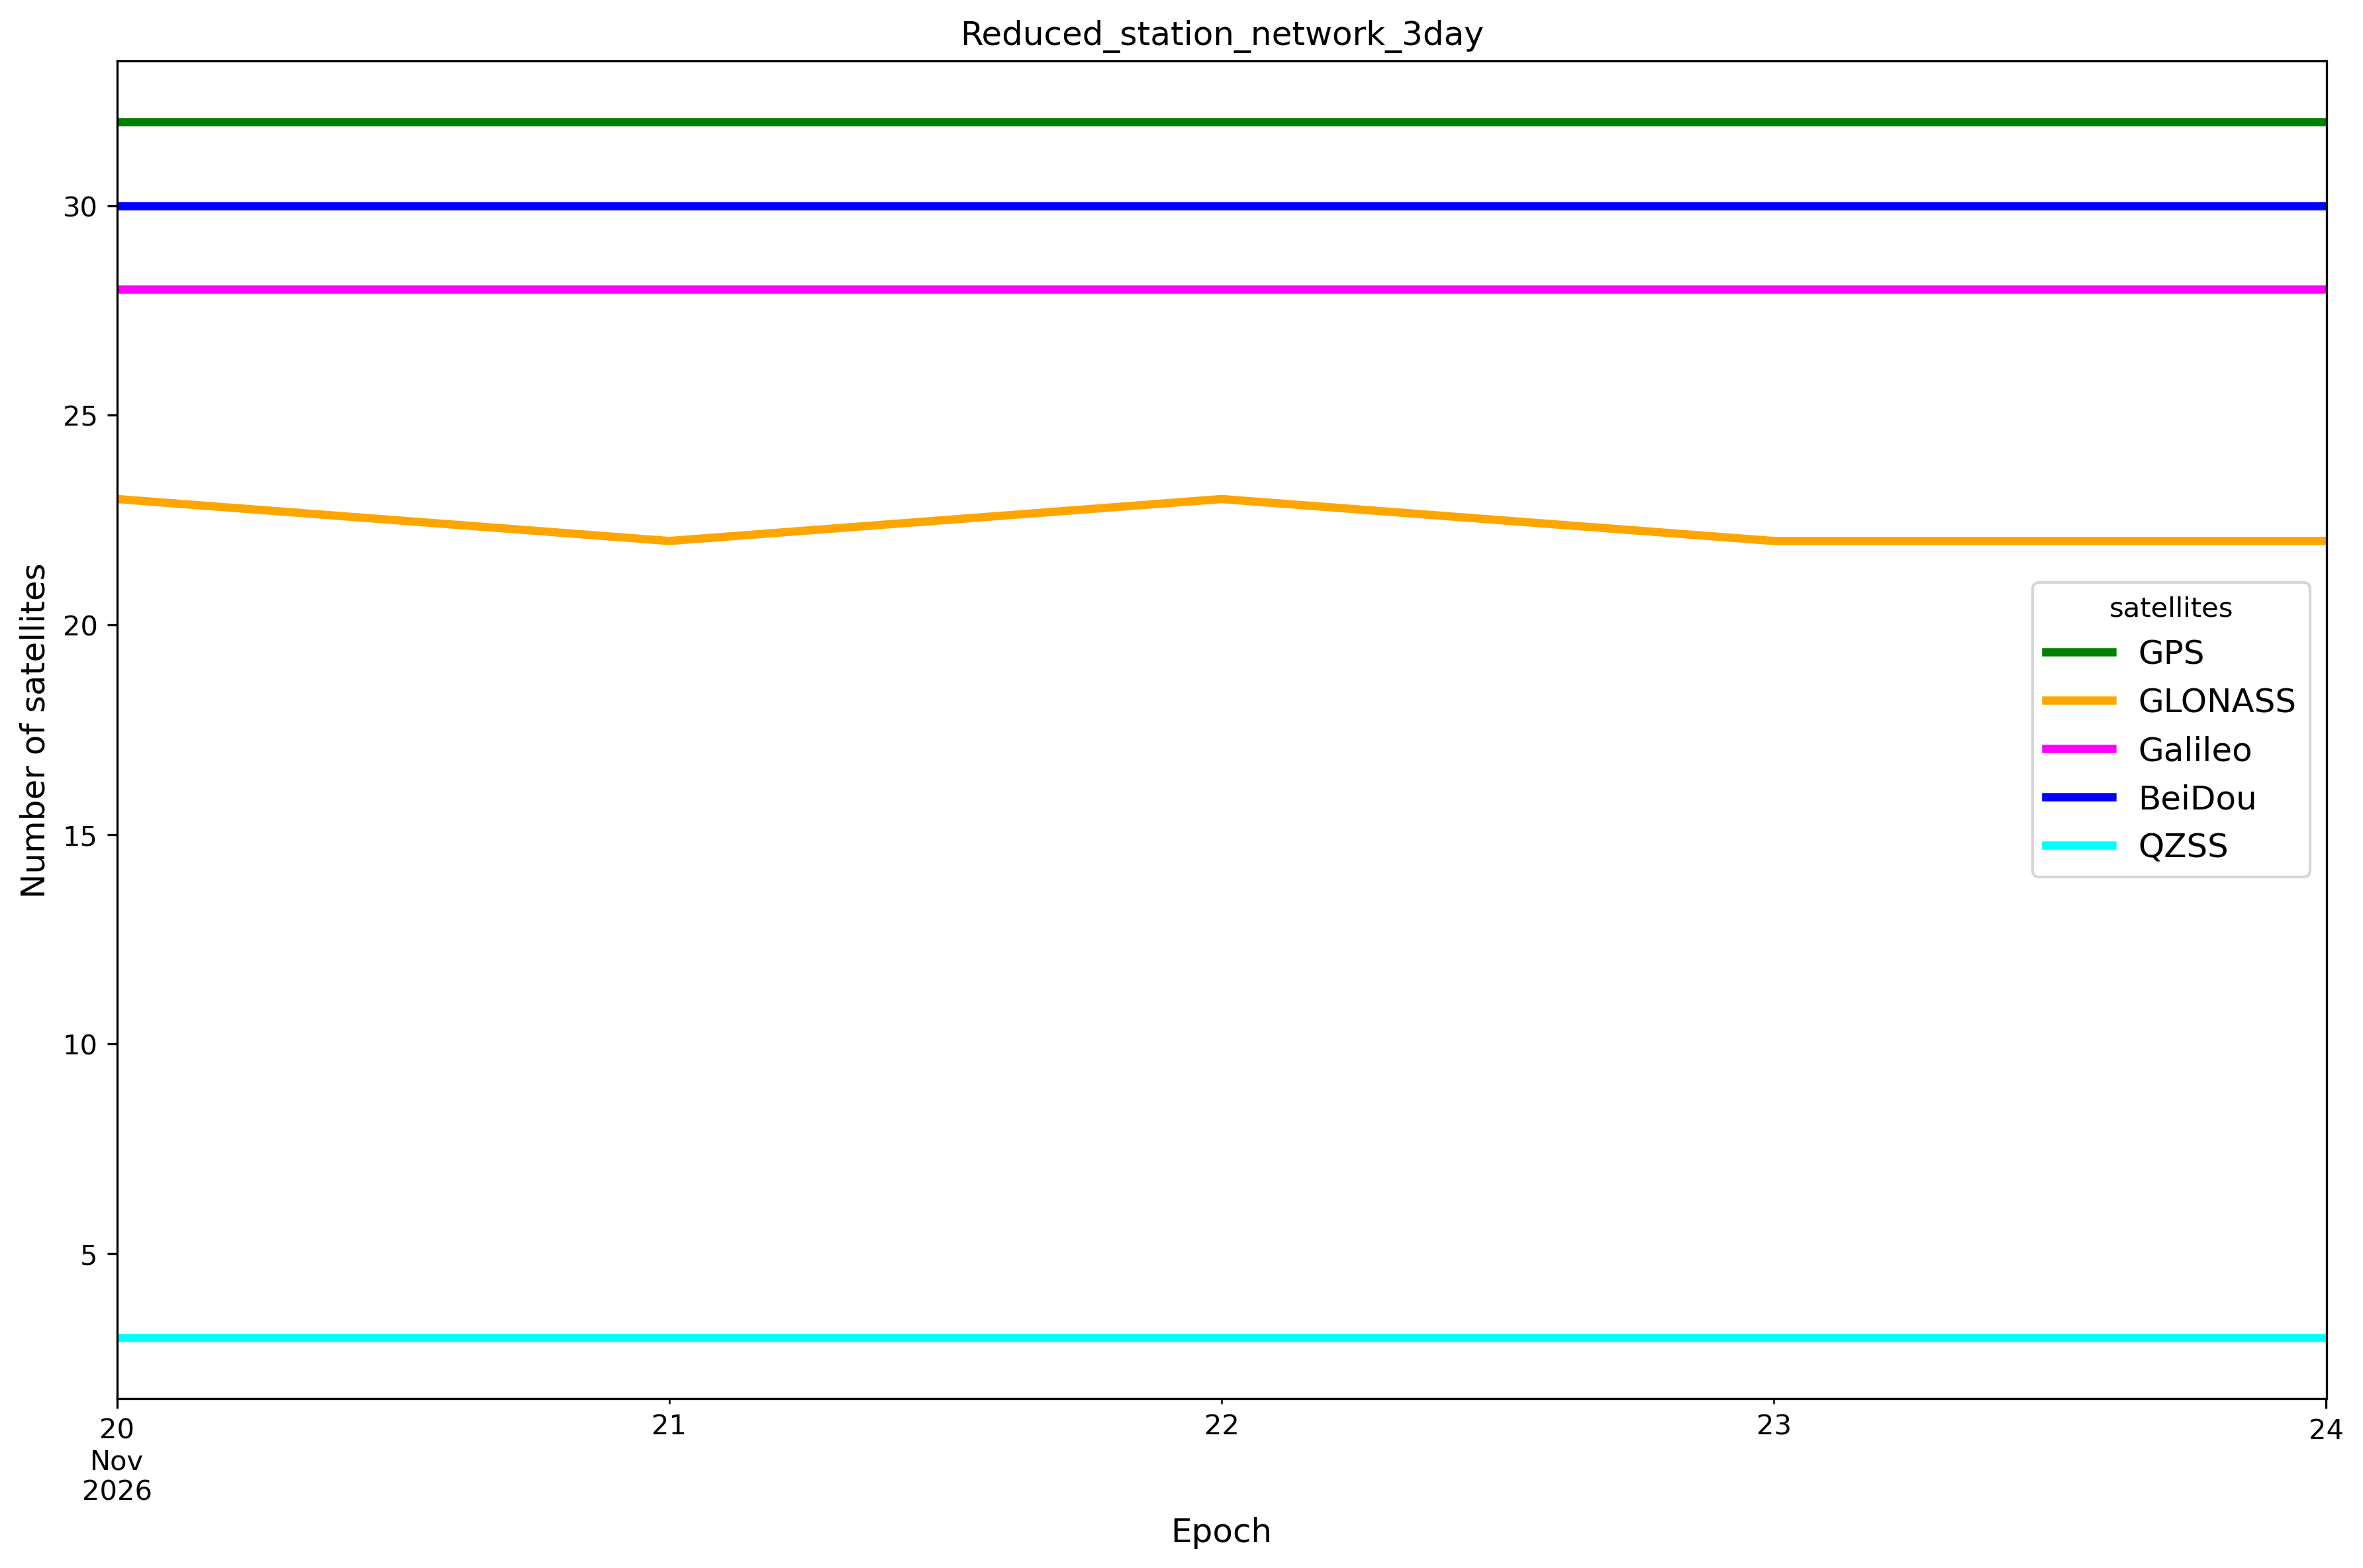 Reduced_station_network_3day
Number of satellites
30
25
20
15
10
5
satellites
GPS
GLONASS
Galileo
BeiDou
QZSS
20 21 22 23 24
Nov
2026
Epoch